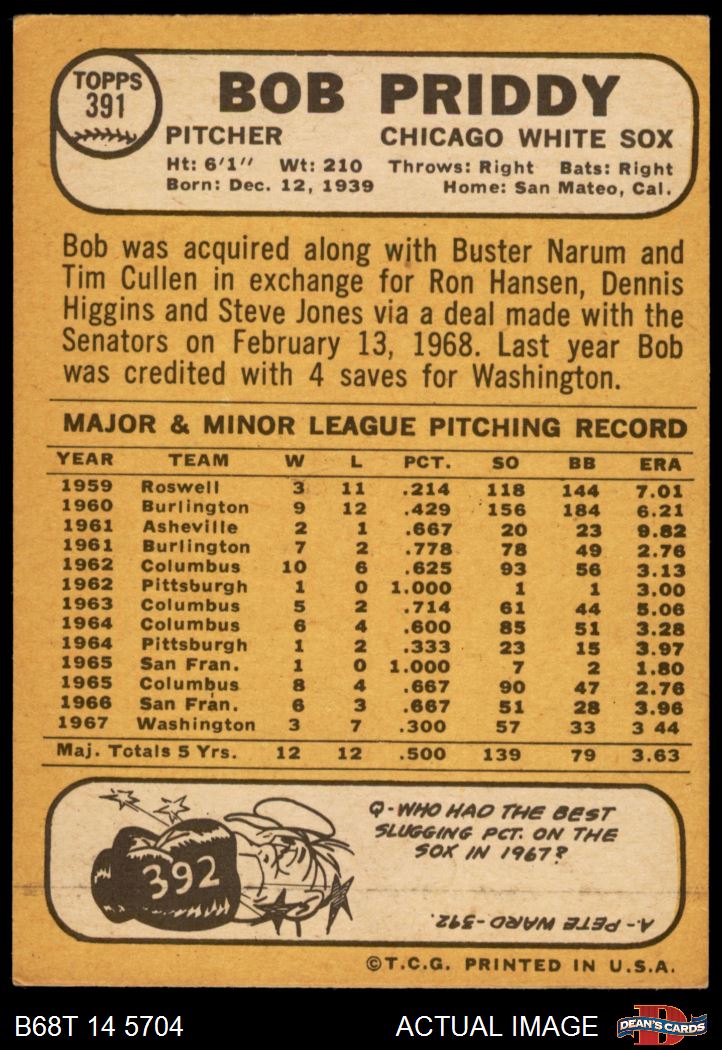 TOPPS
391
BOB PRIDDY
PITCHER CHICAGO WHITE SOX
Ht: 6'1" Wt: 210 Throws: Right Bats: Right
Born: Dec. 12, 1939 Home: San Mateo, Cal.
Bob was acquired along with Buster Narum and
Tim Cullen in exchange for Ron Hansen, Dennis
Higgins and Steve Jones via a deal made with the
Senators on February 13, 1968. Last year Bob
was credited with 4 saves for Washington.
MAJOR & MINOR LEAGUE PITCHING RECORD
YEAR TEAM W L PCT. SO BB ERA
1959 Roswell 3 11 .214 118 144 7.01
1960 Burlington 9 12 .429 156 184 6.21
1961 Asheville 2 1 .667 20 23 9.82
1961 Burlington 7 2 .778 78 49 2.76
1962 Columbus 10 6 .625 93 56 3.13
1962 Pittsburgh 1 0 1.000 1 1 3.00
1963 Columbus 5 2 .714 61 44 5.06
1964 Columbus 6 4 .600 85 51 3.28
1964 Pittsburgh 1 2 .333 23 15 3.97
1965 San Fran. 1 0 1.000 7 2 1.80
1965 Columbus 8 4 .667 90 47 2.76
1966 San Fran. 6 3 .667 51 28 3.96
1967 Washington 3 7 .300 57 33 3 44
Maj. Totals 5 Yrs. 12 12 .500 139 79 3.63
392
Q-WHO HAD THE BEST
SLUGGING PCT. ON THE
SOX IN 1967?
A.- PETE WARD-.392.
©T.C.G. PRINTED IN U.S.A.
B68T 14 5704 ACTUAL IMAGE
DEAN'S CARDS